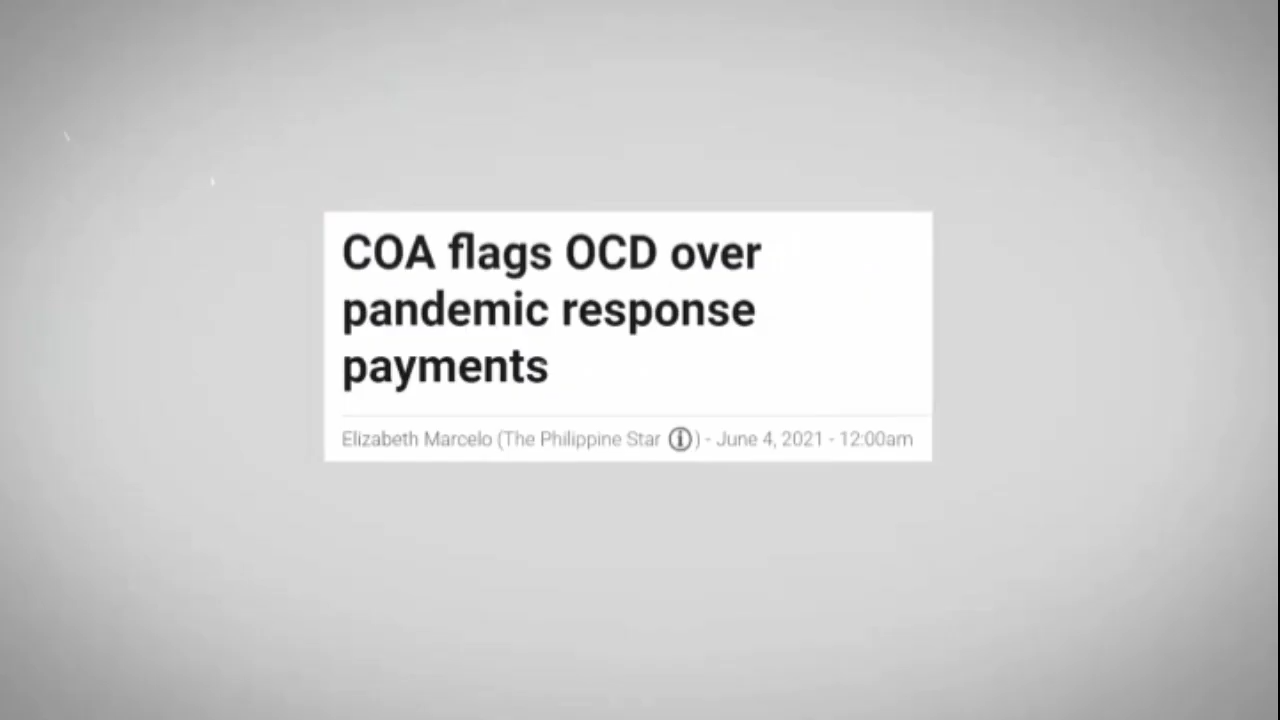 COA flags OCD over
pandemic response
payments
Elizabeth Marcelo (The Philippine Star ⓘ) - June 4, 2021 - 12:00am